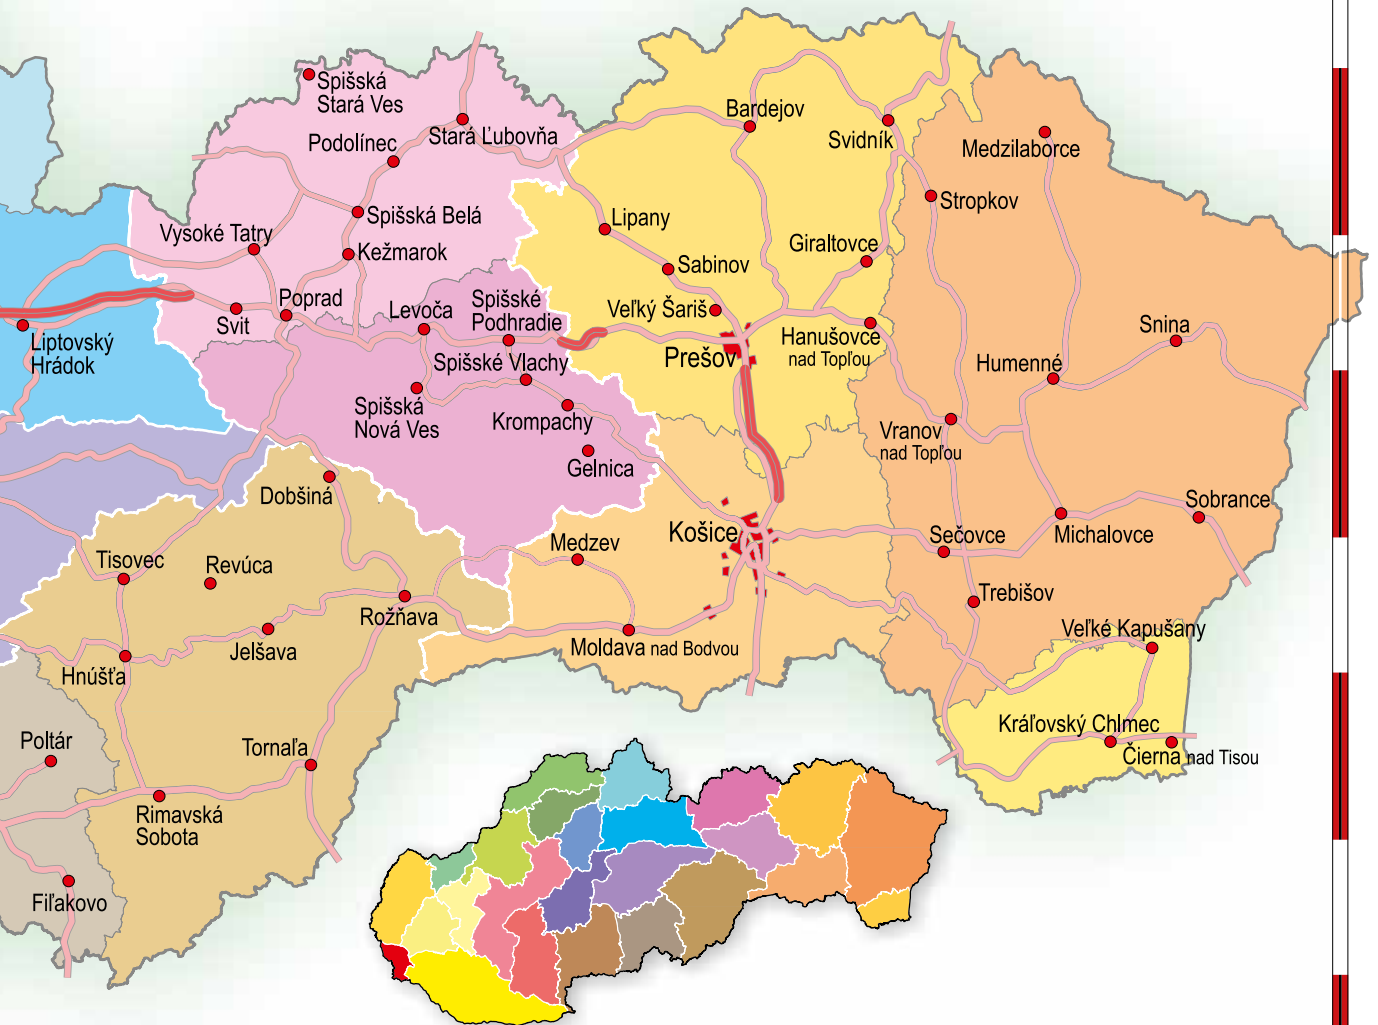 Spišská
Stará Ves
Bardejov
Stará Ľubovňa
Svidník
Podolínec
Medzilaborce
Stropkov
Spišská Belá
Lipany
Vysoké Tatry
Giraltovce
Kežmarok
Sabinov
Poprad
Levoča
Spišské
Podhradie
Veľký Šariš
Svit
Snina
Liptovský
Hrádok
Hanušovce
nad Topľou
Prešov
Spišské Vlachy
Humenné
Spišská
Nová Ves
Krompachy
Vranov
nad Topľou
Gelnica
Dobšiná
Sobrance
Košice
Sečovce
Michalovce
Medzev
Tisovec
Revúca
Trebišov
Rožňava
Veľké Kapušany
Jelšava
Moldava nad Bodvou
Hnúšťa
Kráľovský Chlmec
Poltár
Tornaľa
Čierna nad Tisou
Rimavská
Sobota
Fiľakovo